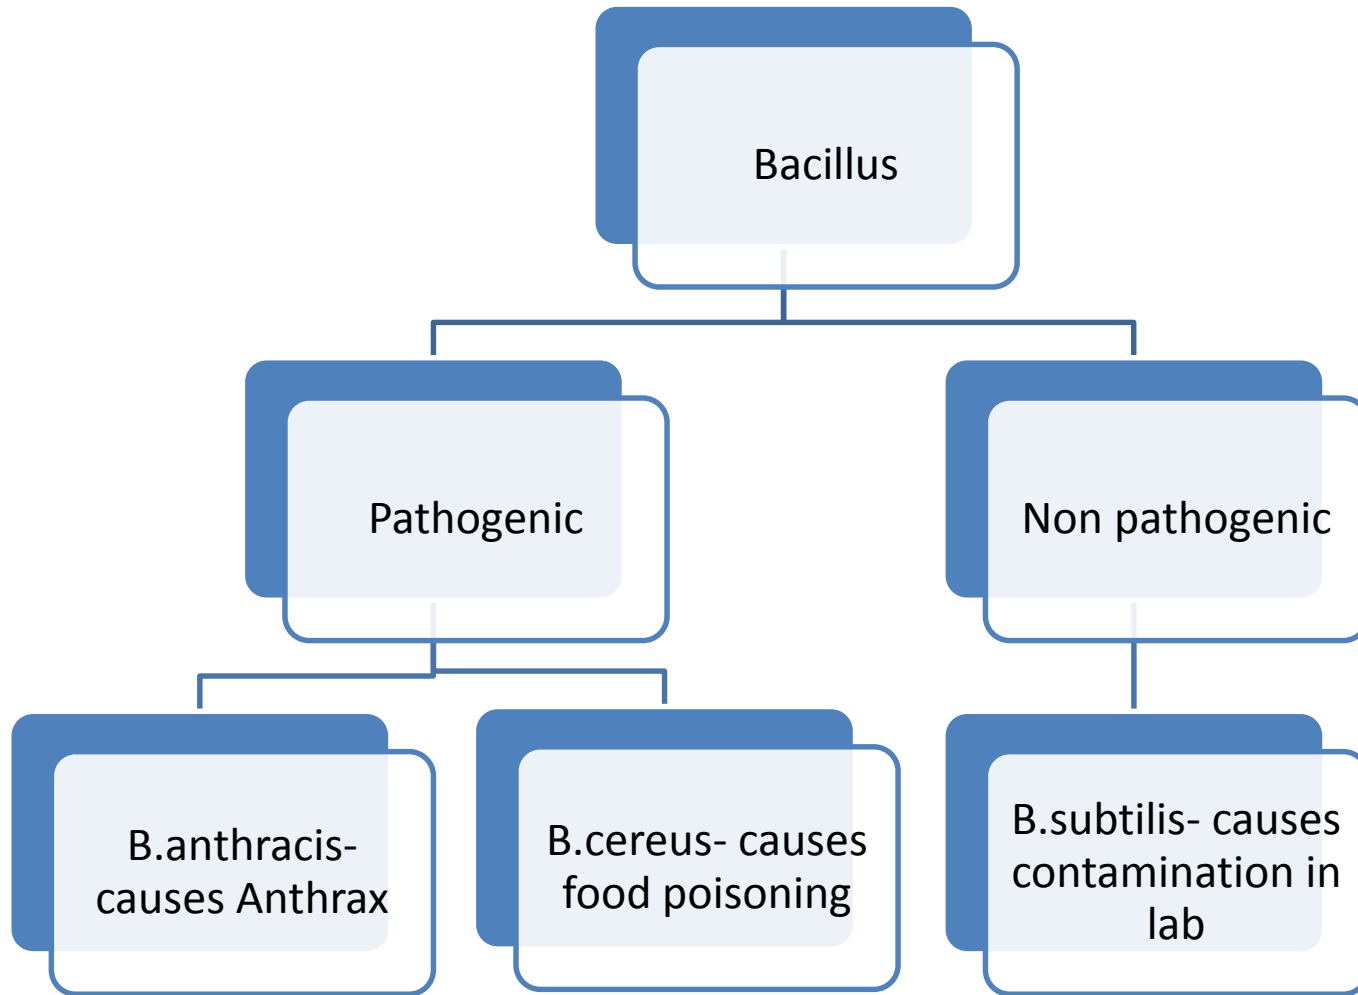 Bacillus
Pathogenic
Non pathogenic
B.anthracis-
causes Anthrax
B.cereus- causes
food poisoning
B.subtilis- causes
contamination in
lab